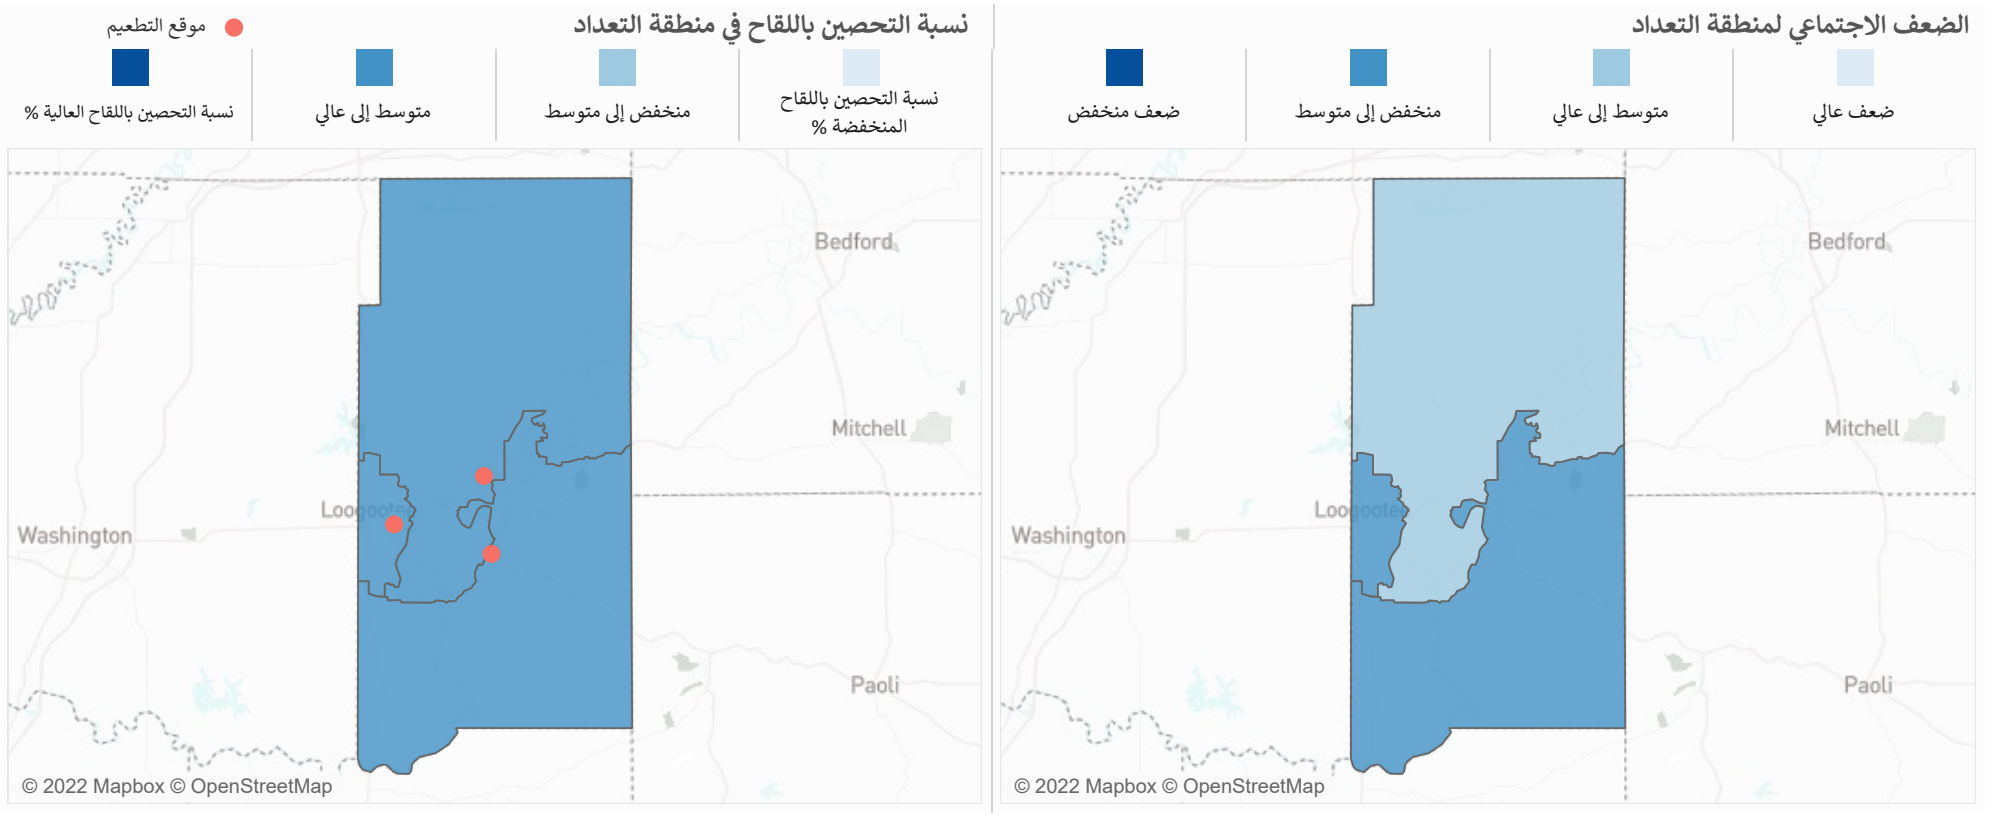 الضعف الاجتماعي لمنطقة التعداد
ضعف عالي
متوسط إلى عالي
منخفض إلى متوسط
ضعف منخفض
Bedford
Mitchell
Loogootee
Washington
Paoli
© 2022 Mapbox © OpenStreetMap
نسبة التحصين باللقاح في منطقة التعداد
موقع التطعيم
نسبة التحصين باللقاح
المنخفضة %
منخفض إلى متوسط
متوسط إلى عالي
نسبة التحصين باللقاح العالية %
Bedford
Mitchell
Loogootee
Washington
Paoli
© 2022 Mapbox © OpenStreetMap